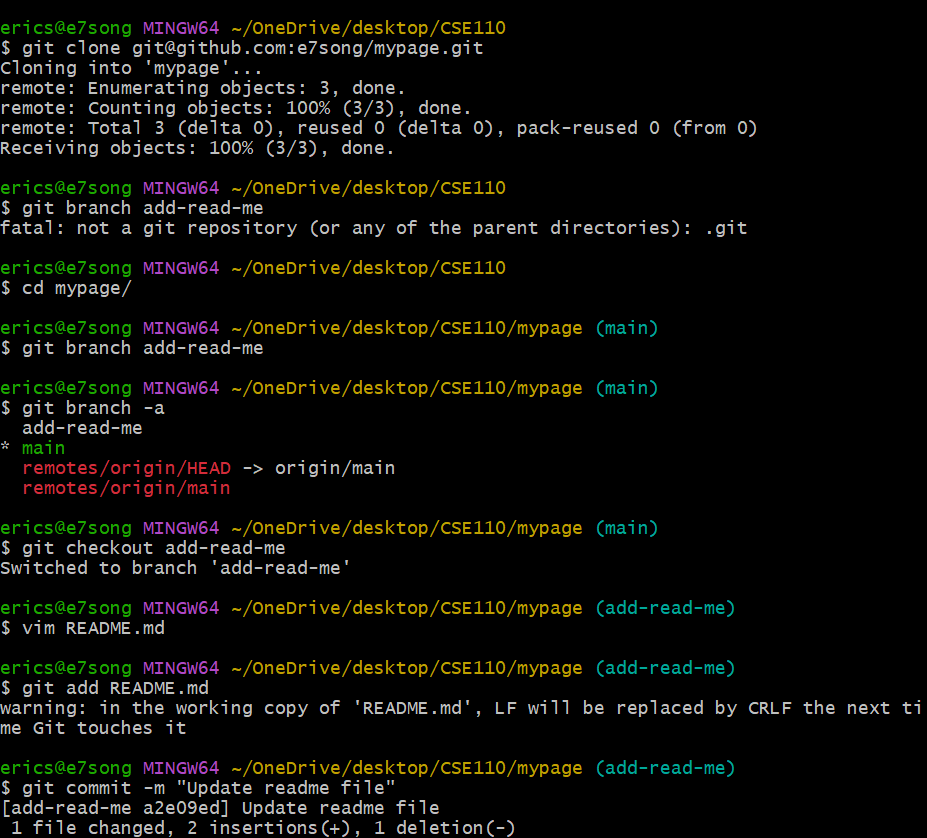 erics@e7song MINGW64 ~/OneDrive/desktop/CSE110
$ git clone git@github.com:e7song/mypage.git
Cloning into 'mypage'...
remote: Enumerating objects: 3, done.
remote: Counting objects: 100% (3/3), done.
remote: Total 3 (delta 0), reused 0 (delta 0), pack-reused 0 (from 0)
Receiving objects: 100% (3/3), done.
erics@e7song MINGW64 ~/OneDrive/desktop/CSE110
$ git branch add-read-me
fatal: not a git repository (or any of the parent directories): .git
erics@e7song MINGW64 ~/OneDrive/desktop/CSE110
$ cd mypage/
erics@e7song MINGW64 ~/OneDrive/desktop/CSE110/mypage (main)
$ git branch add-read-me
erics@e7song MINGW64 ~/OneDrive/desktop/CSE110/mypage (main)
$ git branch -a
  add-read-me
* main
  remotes/origin/HEAD -> origin/main
  remotes/origin/main
erics@e7song MINGW64 ~/OneDrive/desktop/CSE110/mypage (main)
$ git checkout add-read-me
Switched to branch 'add-read-me'
erics@e7song MINGW64 ~/OneDrive/desktop/CSE110/mypage (add-read-me)
$ vim README.md
erics@e7song MINGW64 ~/OneDrive/desktop/CSE110/mypage (add-read-me)
$ git add README.md
warning: in the working copy of 'README.md', LF will be replaced by CRLF the next ti
me Git touches it
erics@e7song MINGW64 ~/OneDrive/desktop/CSE110/mypage (add-read-me)
$ git commit -m "Update readme file"
[add-read-me a2e09ed] Update readme file
 1 file changed, 2 insertions(+), 1 deletion(-)